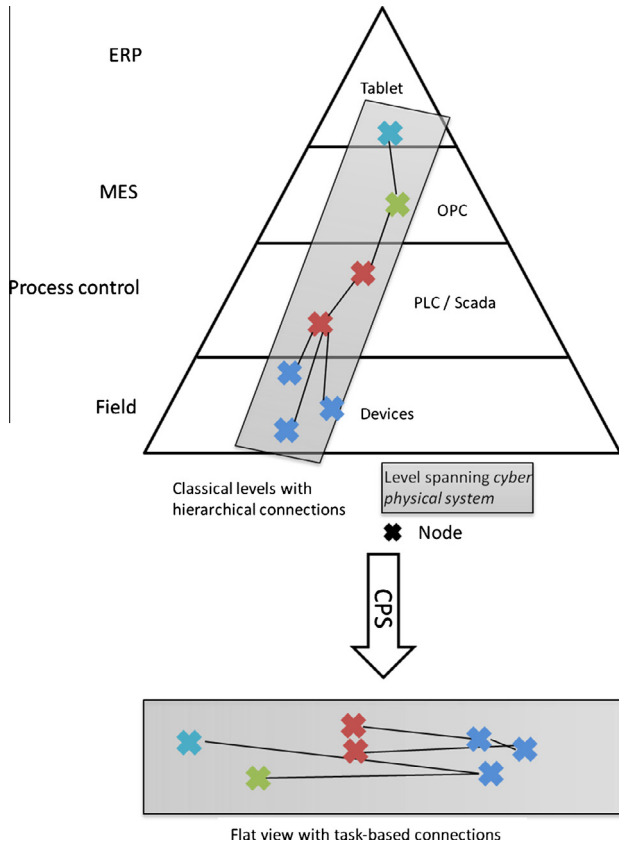 ERP
Tablet
MES
OPC
Process control
PLC / Scada
Field
Devices
Classical levels with
hierarchical connections
Level spanning cyber
physical system
Node
CPS
Flat view with task-based connections